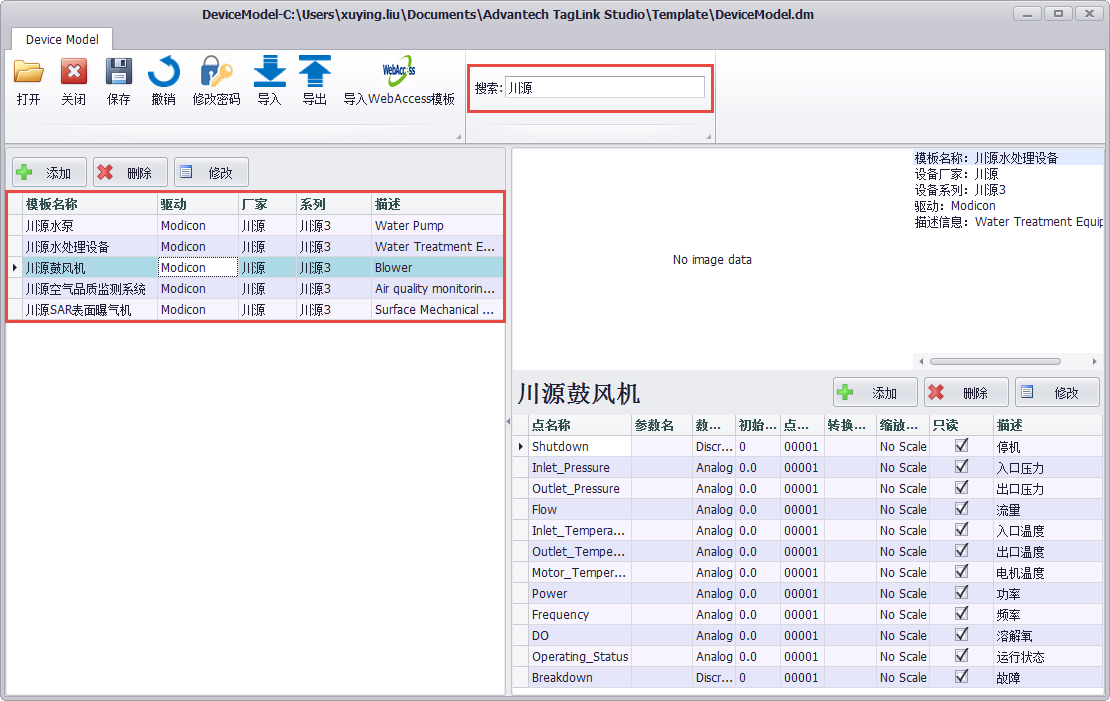 DeviceModel-C:\Users\xuying.liu\Documents\Advantech TagLink Studio\Template\DeviceModel.dm
Device Model
打开 关闭 保存 撤销 修改密码 导入 导出 WebAccess 导入WebAccess模板
搜索: 川源
添加 删除 修改
模板名称 驱动 厂家 系列 描述
川源水泵 Modicon 川源 川源3 Water Pump
川源水处理设备 Modicon 川源 川源3 Water Treatment E...
川源鼓风机 Modicon 川源 川源3 Blower
川源空气品质监测系统 Modicon 川源 川源3 Air quality monitorin...
川源SAR表面曝气机 Modicon 川源 川源3 Surface Mechanical ...
No image data
模板名称: 川源水处理设备
设备厂家: 川源
设备系列: 川源3
驱动: Modicon
描述信息: Water Treatment Equip
川源鼓风机
添加 删除 修改
点名称 参数名 数... 初始... 点... 转换... 缩放... 只读 描述
Shutdown Discr... 0 00001 No Scale 停机
Inlet_Pressure Analog 0.0 00001 No Scale 入口压力
Outlet_Pressure Analog 0.0 00001 No Scale 出口压力
Flow Analog 0.0 00001 No Scale 流量
Inlet_Tempera... Analog 0.0 00001 No Scale 入口温度
Outlet_Tempe... Analog 0.0 00001 No Scale 出口温度
Motor_Temper... Analog 0.0 00001 No Scale 电机温度
Power Analog 0.0 00001 No Scale 功率
Frequency Analog 0.0 00001 No Scale 频率
DO Analog 0.0 00001 No Scale 溶解氧
Operating_Status Analog 0.0 00001 No Scale 运行状态
Breakdown Discr... 0 00001 No Scale 故障